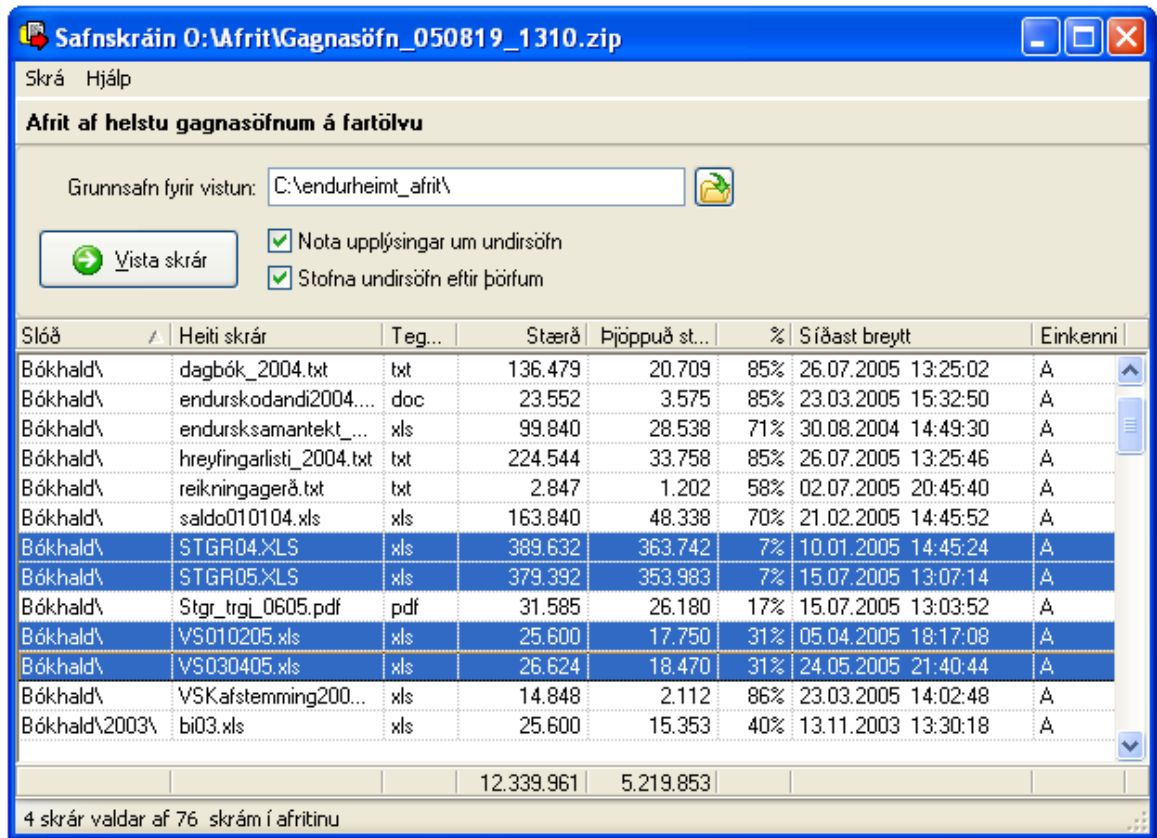 Safnskráin O:\Afrit\Gagnasöfn_050819_1310.zip
Skrá Hjálp
Afrit af helstu gagnasöfnum á fartölvu
Grunnsafn fyrir vistun: C:\endurheimt_afrit\
Nota upplýsingar um undirsöfn
Vista skrár
Stofna undirsöfn eftir þörfum
Slóð Heiti skrár Teg... Stærð Þjöppuð st... % Síðast breytt Einkenni
Bókhald\ dagbók_2004.txt txt 136.479 20.709 85% 26.07.2005 13:25:02 A
Bókhald\ endurskodandi2004.... doc 23.552 3.575 85% 23.03.2005 15:32:50 A
Bókhald\ endursksamantekt_... xls 99.840 28.538 71% 30.08.2004 14:49:30 A
Bókhald\ hreyfingarlisti_2004.txt txt 224.544 33.758 85% 26.07.2005 13:25:46 A
Bókhald\ reikningagerð.txt txt 2.847 1.202 58% 02.07.2005 20:45:40 A
Bókhald\ saldo010104.xls xls 163.840 48.338 70% 21.02.2005 14:45:52 A
Bókhald\ STGR04.XLS xls 389.632 363.742 7% 10.01.2005 14:45:24 A
Bókhald\ STGR05.XLS xls 379.392 353.983 7% 15.07.2005 13:07:14 A
Bókhald\ Stgr_trgj_0605.pdf pdf 31.585 26.180 17% 15.07.2005 13:03:52 A
Bókhald\ VS010205.xls xls 25.600 17.750 31% 05.04.2005 18:17:08 A
Bókhald\ VS030405.xls xls 26.624 18.470 31% 24.05.2005 21:40:44 A
Bókhald\ VSKafstemming200... xls 14.848 2.112 86% 23.03.2005 14:02:48 A
Bókhald\2003\ bi03.xls xls 25.600 15.353 40% 13.11.2003 13:30:18 A
12.339.961 5.219.853
4 skrár valdar af 76 skrám í afritinu